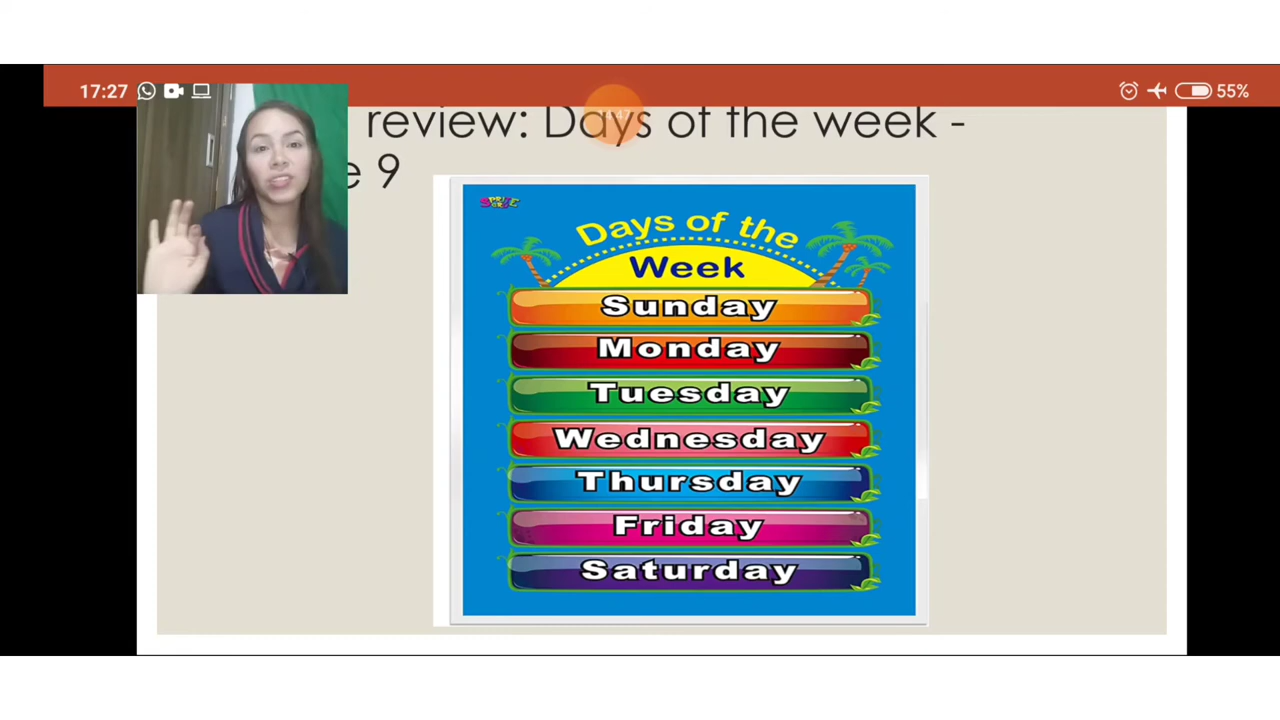 17:27
55%
review: Days of the week -
e 9
Days of the
Week
Sunday
Monday
Tuesday
Wednesday
Thursday
Friday
Saturday